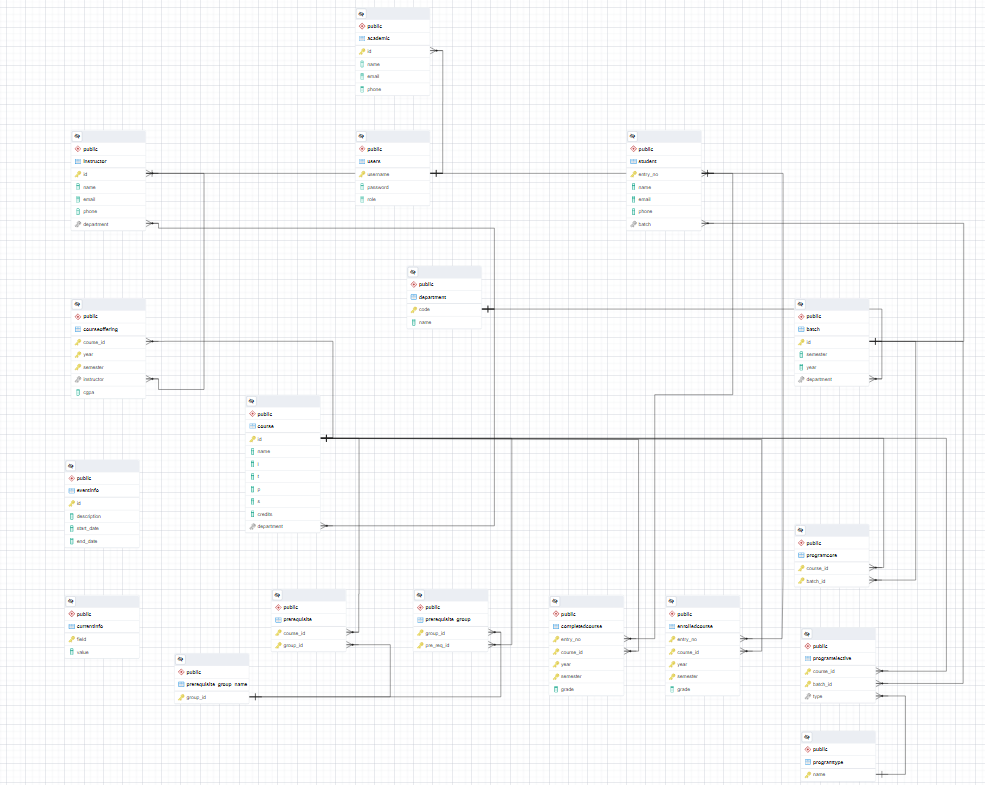 public
academic
id
name
email
phone
public
instructor
id
name
email
phone
department
public
users
username
password
role
public
student
entry_no
name
email
phone
batch
public
department
code
name
public
courseoffering
course_id
year
semester
instructor
cgpa
public
batch
id
semester
year
department
public
course
id
name
l
t
p
s
credits
department
public
eventinfo
id
description
start_date
end_date
public
programcore
course_id
batch_id
public
currentinfo
field
value
public
prerequisite
course_id
group_id
public
prerequisite_group
group_id
pre_req_id
public
completedcourse
entry_no
course_id
year
semester
grade
public
enrolledcourse
entry_no
course_id
year
semester
grade
public
programelective
course_id
batch_id
type
public
prerequisite_group_name
group_id
public
programtype
name